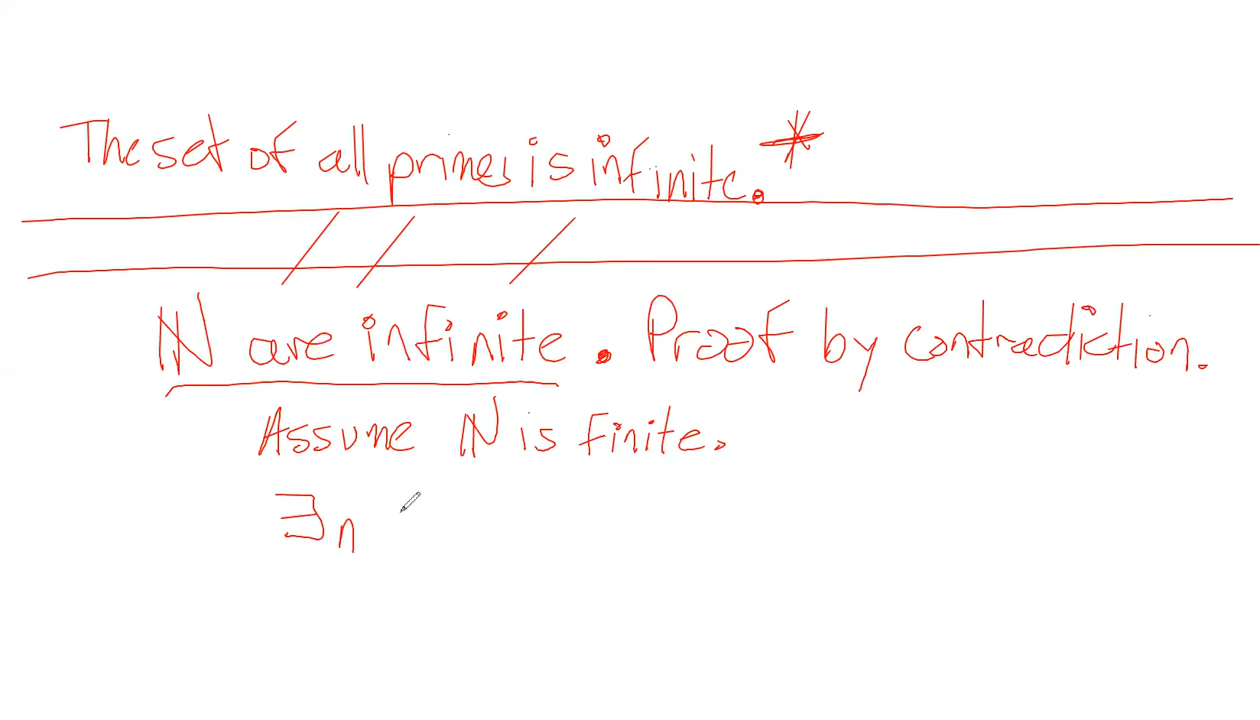 The set of all primes is infinite.*
ℕ are infinite. Proof by contradiction.
Assume ℕ is finite.
∃n